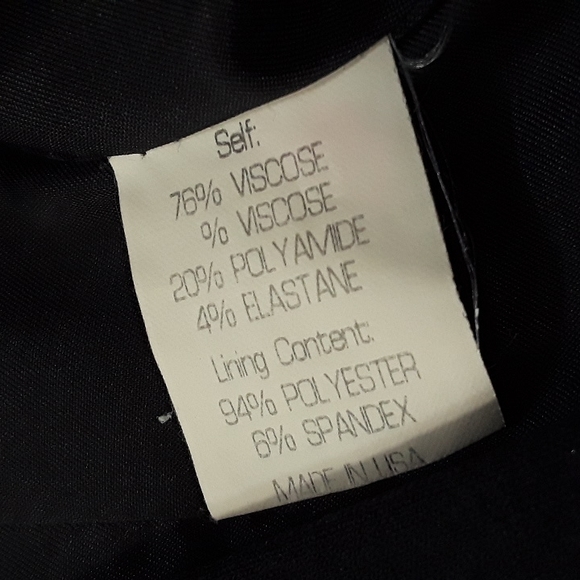 Self:
76% VISCOSE
% VISCOSE
20% POLYAMIDE
4% ELASTANE
Lining Content:
94% POLYESTER
6% SPANDEX
MADE IN USA